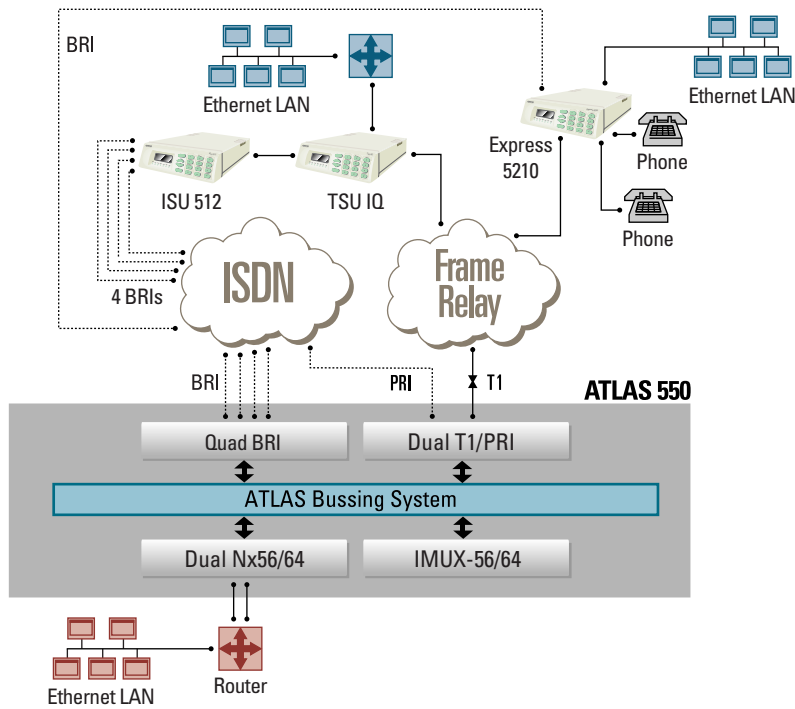 BRI
Ethernet LAN
Ethernet LAN
Express
5210
Phone
ISU 512
TSU IQ
Phone
ISDN
Frame
Relay
4 BRIs
BRI
PRI
T1
ATLAS 550
Quad BRI
Dual T1/PRI
ATLAS Bussing System
Dual Nx56/64
IMUX-56/64
Router
Ethernet LAN